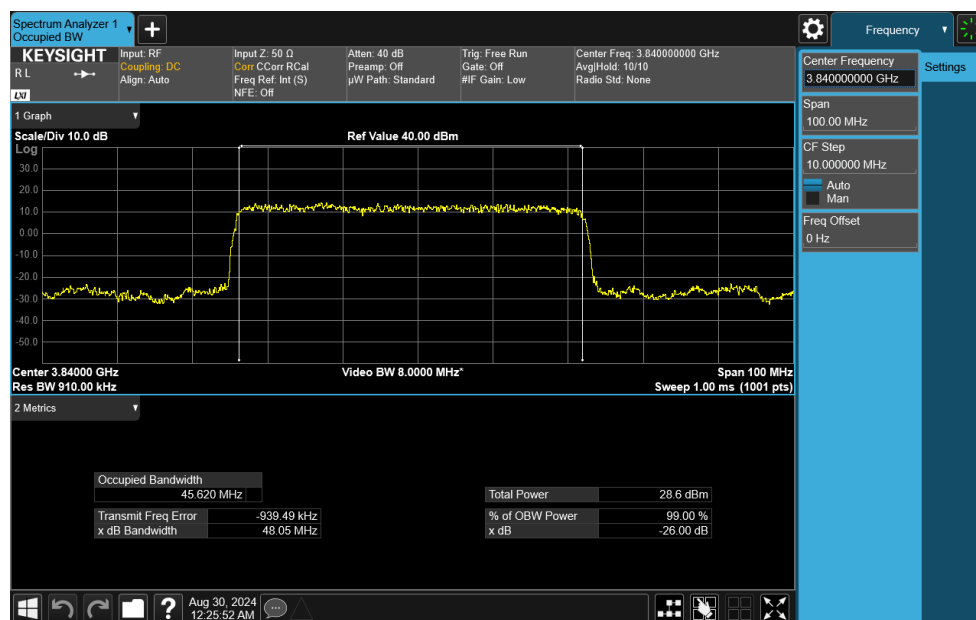 Spectrum Analyzer 1
Occupied BW
Frequency
KEYSIGHT
R L
LXI
Input: RF
Coupling: DC
Align: Auto
Input Z: 50 Ω
Corr CCorr RCal
Freq Ref: Int (S)
NFE: Off
Atten: 40 dB
Preamp: Off
µW Path: Standard
Trig: Free Run
Gate: Off
#IF Gain: Low
Center Freq: 3.840000000 GHz
Avg|Hold: 10/10
Radio Std: None
Center Frequency
3.840000000 GHz
Settings
Span
100.00 MHz
CF Step
10.000000 MHz
Auto
Man
Freq Offset
0 Hz
1 Graph
Scale/Div 10.0 dB
Ref Value 40.00 dBm
Log
30.0
20.0
10.0
0.00
-10.0
-20.0
-30.0
-40.0
-50.0
Center 3.84000 GHz
Video BW 8.0000 MHz*
Span 100 MHz
Res BW 910.00 kHz
Sweep 1.00 ms (1001 pts)
2 Metrics
Occupied Bandwidth
45.620 MHz
Total Power 28.6 dBm
Transmit Freq Error -939.49 kHz
% of OBW Power 99.00 %
x dB Bandwidth 48.05 MHz
x dB -26.00 dB
?
Aug 30, 2024
12:25:52 AM